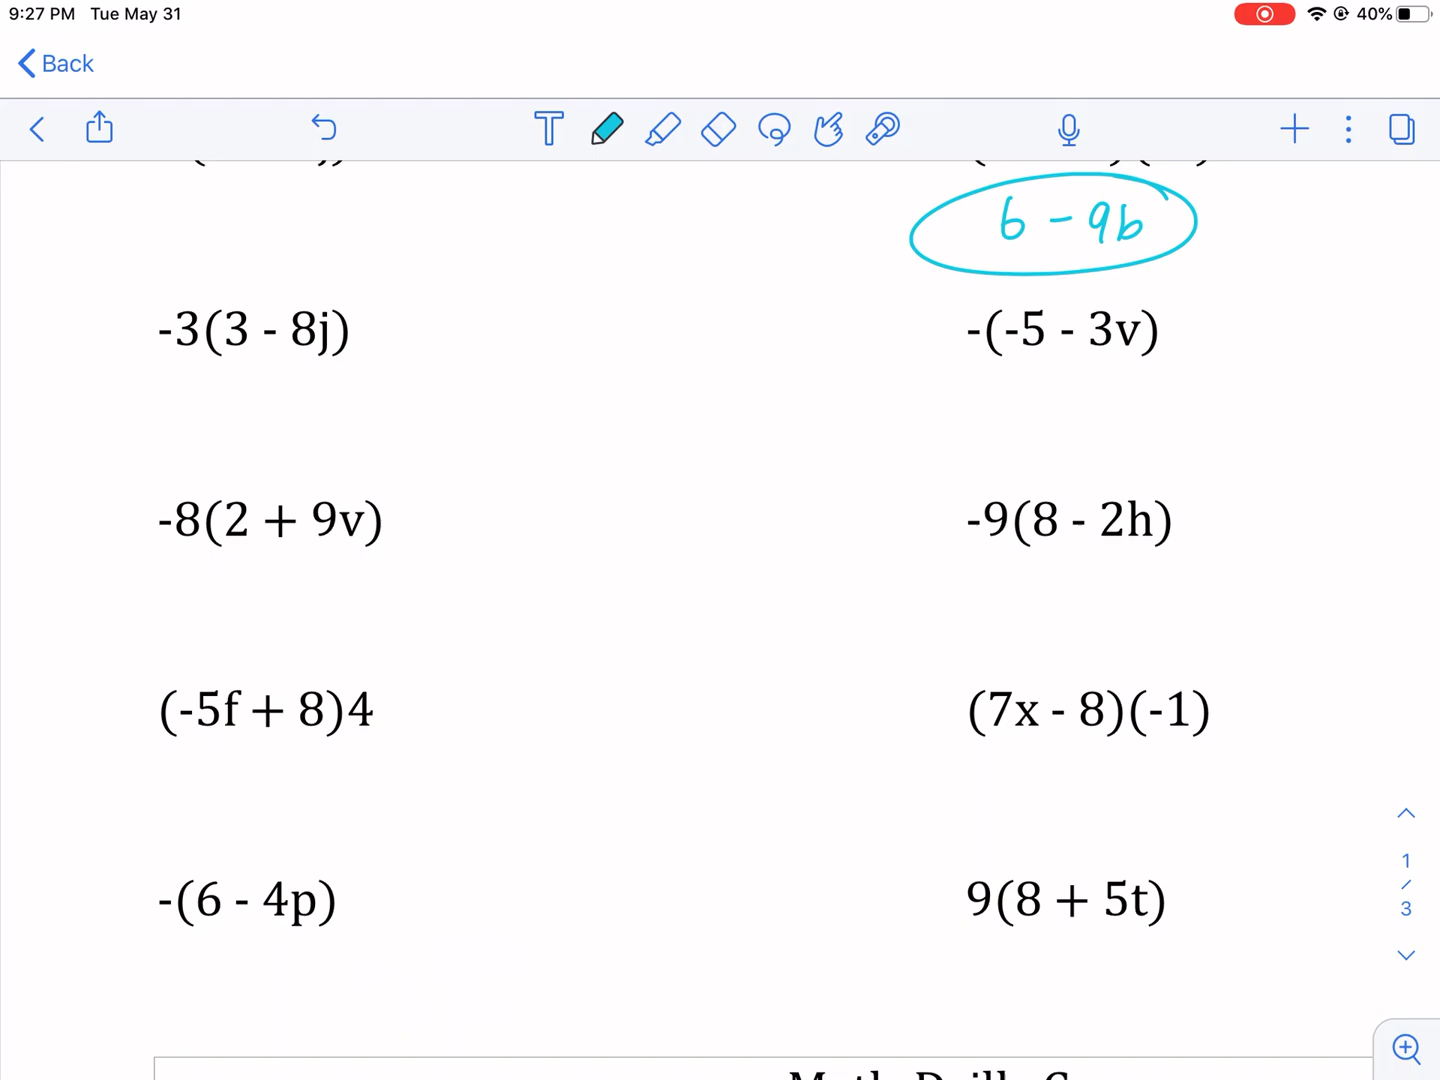 9:27 PM Tue May 31
40%
Back
6 - 9b
-3(3 - 8j)
-(-5 - 3v)
-8(2 + 9v)
-9(8 - 2h)
(-5f + 8)4
(7x - 8)(-1)
1
/
3
-(6 - 4p)
9(8 + 5t)